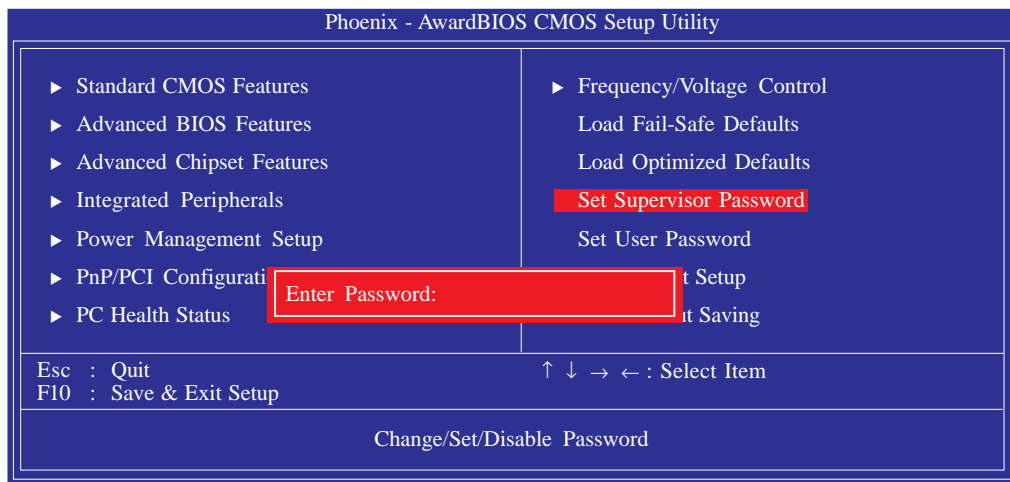 Phoenix - AwardBIOS CMOS Setup Utility
▶ Standard CMOS Features
▶ Advanced BIOS Features
▶ Advanced Chipset Features
▶ Integrated Peripherals
▶ Power Management Setup
▶ PnP/PCI Configurati
▶ PC Health Status
▶ Frequency/Voltage Control
Load Fail-Safe Defaults
Load Optimized Defaults
Set Supervisor Password
Set User Password
t Setup
ut Saving
Enter Password:
Esc : Quit
F10 : Save & Exit Setup
↑ ↓ → ← : Select Item
Change/Set/Disable Password